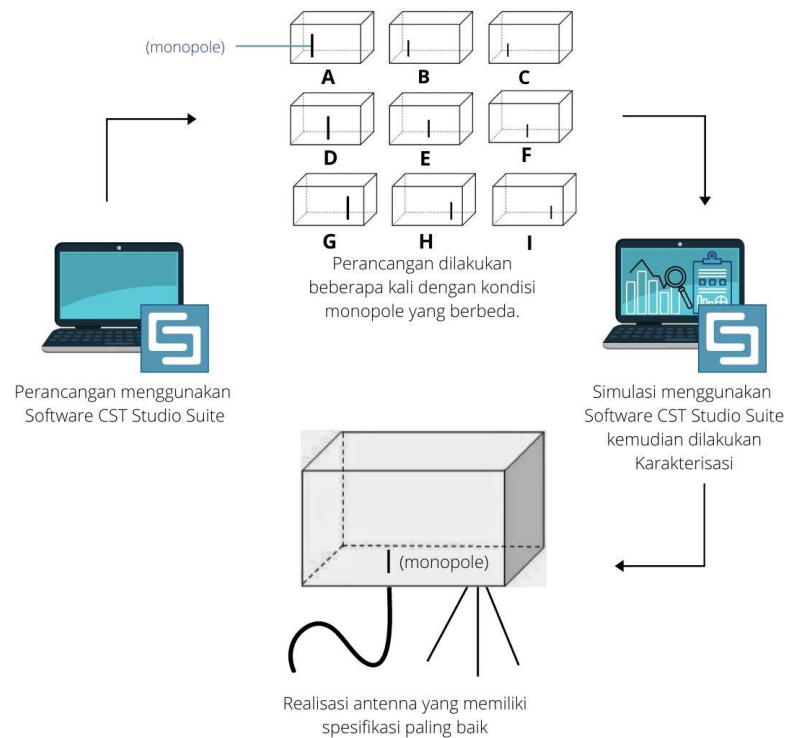 (monopole)
A B C
D E F
G H I
Perancangan dilakukan
beberapa kali dengan kondisi
monopole yang berbeda.
Perancangan menggunakan
Software CST Studio Suite
Simulasi menggunakan
Software CST Studio Suite
kemudian dilakukan
Karakterisasi
(monopole)
Realisasi antenna yang memiliki
spesifikasi paling baik